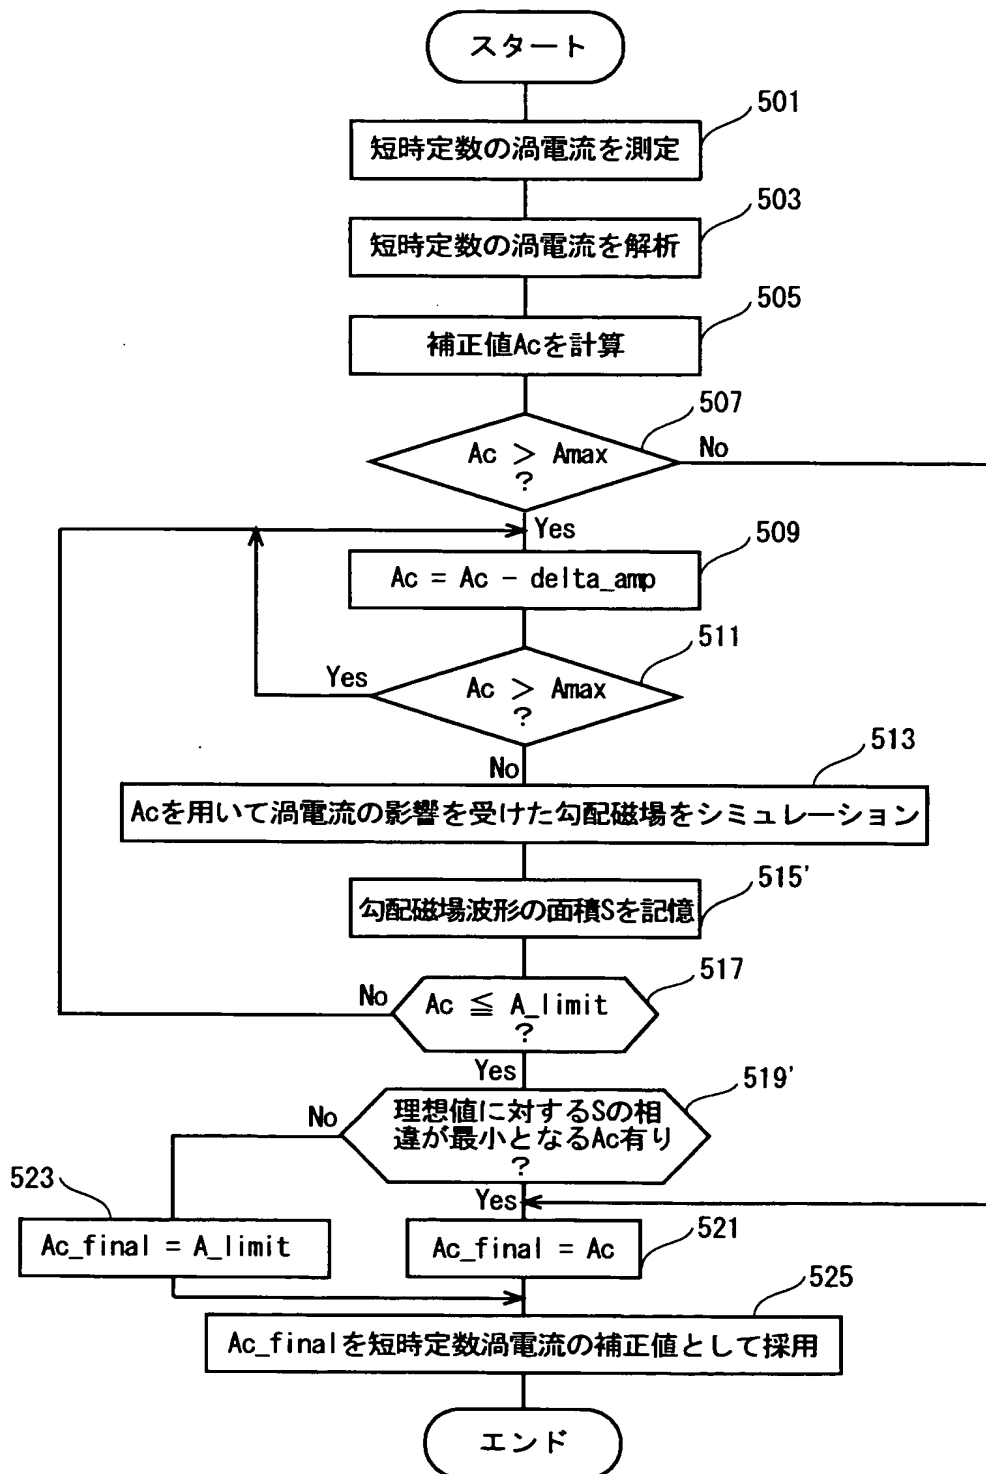 スタート
501
短時定数の渦電流を測定
503
短時定数の渦電流を解析
505
補正値Acを計算
507
Ac > Amax
?
No
Yes
509
Ac = Ac - delta_amp
511
Yes
Ac > Amax
?
No
513
Acを用いて渦電流の影響を受けた勾配磁場をシミュレーション
515'
勾配磁場波形の面積Sを記憶
517
No
Ac ≦ A_limit
?
Yes
519'
No
理想値に対するSの相
違が最小となるAc有り
?
Yes
523
Ac_final = A_limit
521
Ac_final = Ac
525
Ac_finalを短時定数渦電流の補正値として採用
エンド